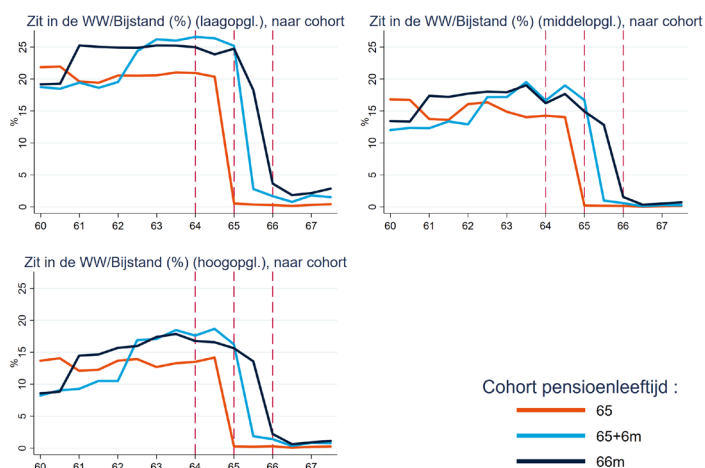 Zit in de WW/Bijstand (%) (laagopgl.), naar cohort
%
25
20
15
10
5
0
60 61 62 63 64 65 66 67
Zit in de WW/Bijstand (%) (middelopgl.), naar cohort
%
25
20
15
10
5
0
60 61 62 63 64 65 66 67
Zit in de WW/Bijstand (%) (hoogopgl.), naar cohort
%
25
20
15
10
5
0
60 61 62 63 64 65 66 67
Cohort pensioenleeftijd :
65
65+6m
66m